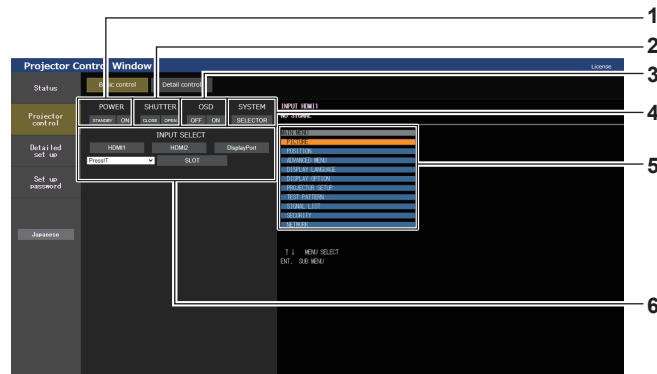 1
2
3
4
5
6
Projector Control Window
License
Status
Basic control
Detail control
POWER
SHUTTER
OSD
SYSTEM
STANDBY ON
CLOSE OPEN
OFF ON
SELECTOR
Projector
control
INPUT SELECT
HDMI1
HDMI2
DisplayPort
PressIT
SLOT
Detailed
set up
Set up
password
Japanese
INPUT HDMI1
NO SIGNAL
MAIN MENU
PICTURE
POSITION
ADVANCED MENU
DISPLAY LANGUAGE
DISPLAY OPTION
PROJECTOR SETUP
TEST PATTERN
SIGNAL LIST
SECURITY
NETWORK
↑↓ MENU SELECT
ENT. SUB MENU